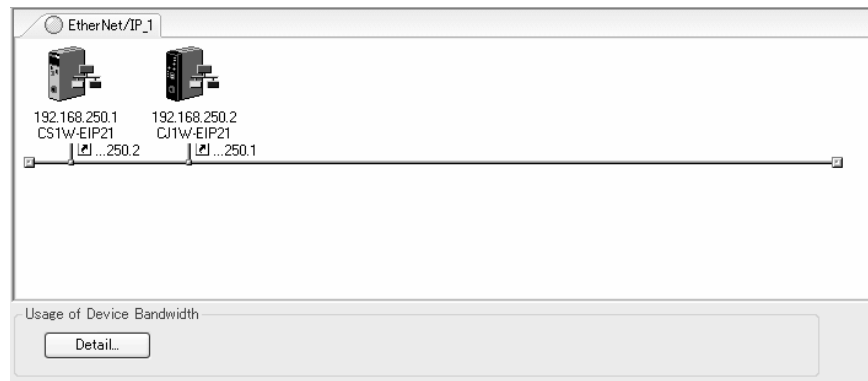 EtherNet/IP_1
192.168.250.1 192.168.250.2
CS1W-EIP21 CJ1W-EIP21
...250.2 ...250.1
Usage of Device Bandwidth
Detail...